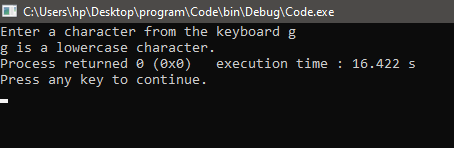 C:\Users\hp\Desktop\program\Code\bin\Debug\Code.exe
Enter a character from the keyboard g
g is a lowercase character.
Process returned 0 (0x0)   execution time : 16.422 s
Press any key to continue.